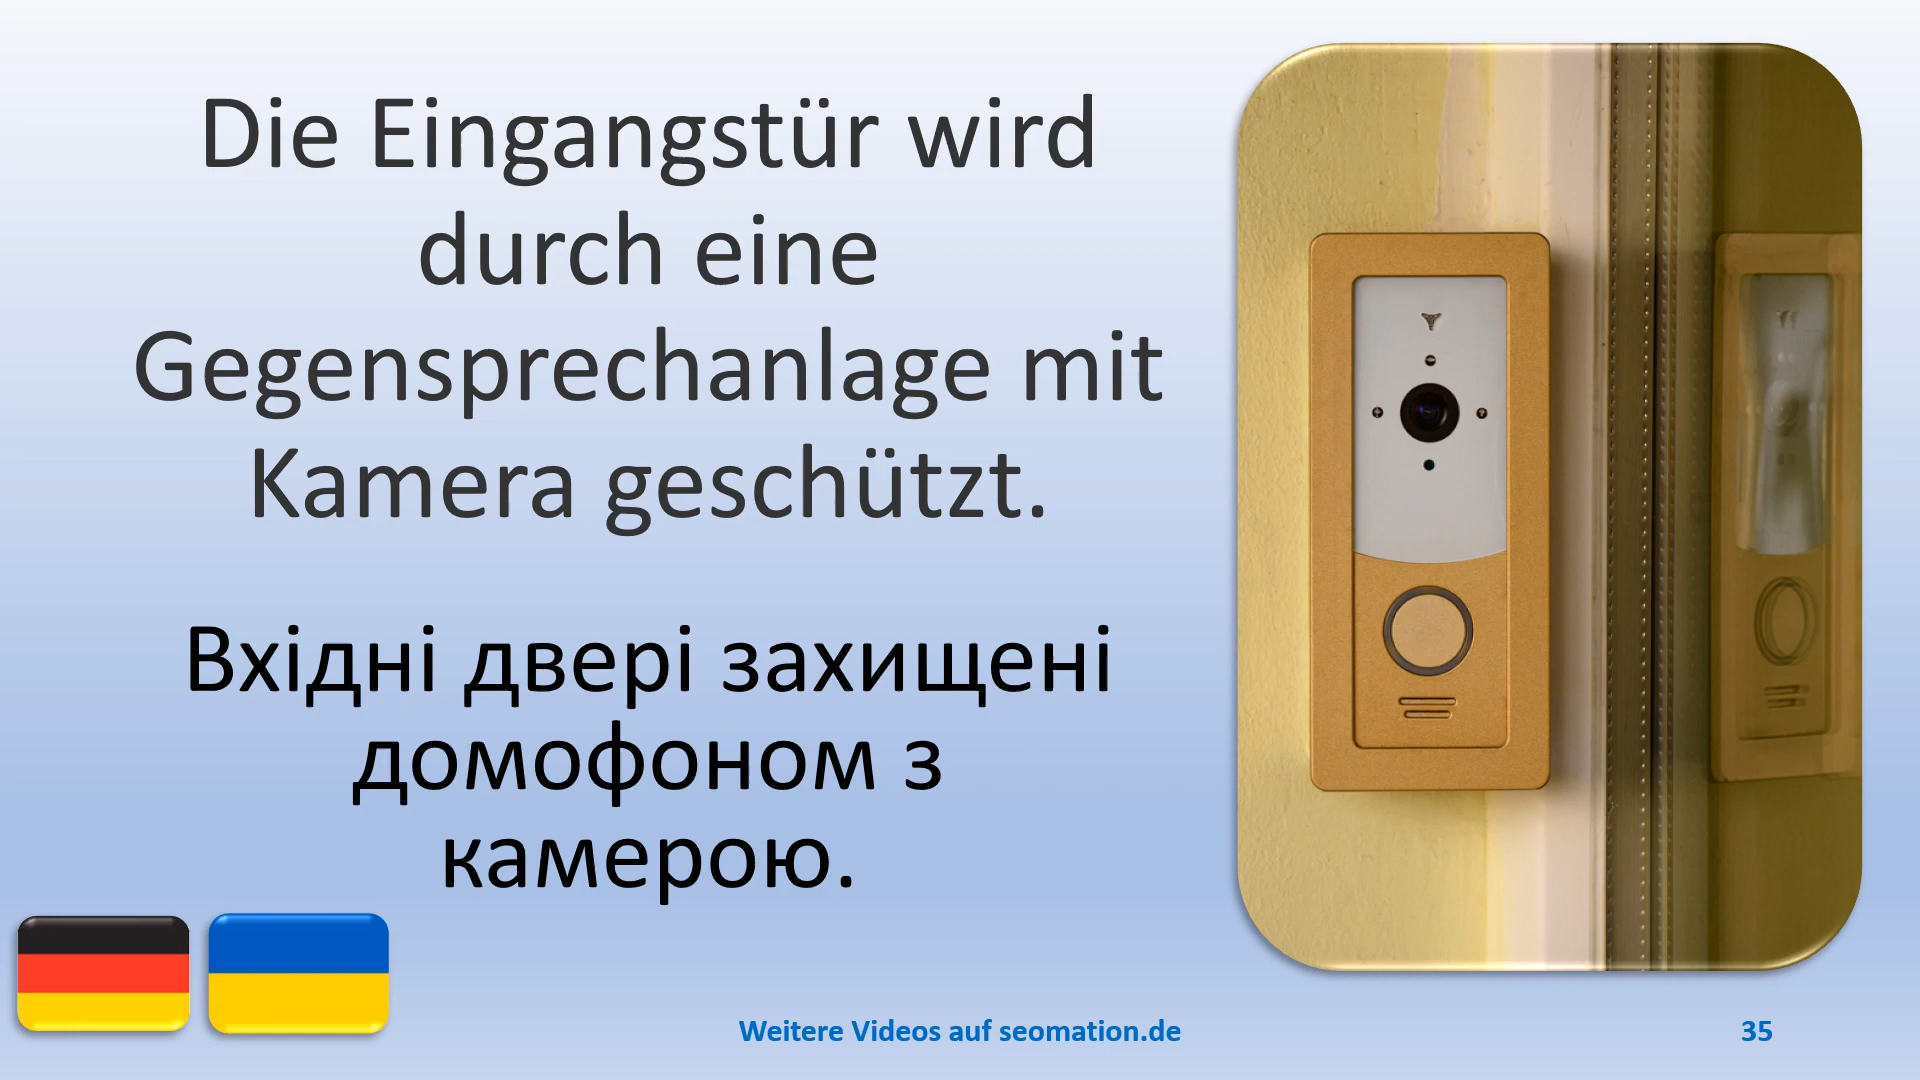 Die Eingangstür wird
durch eine
Gegensprechanlage mit
Kamera geschützt.
Вхідні двері захищені
домофоном з
камерою.
Weitere Videos auf seomation.de
35